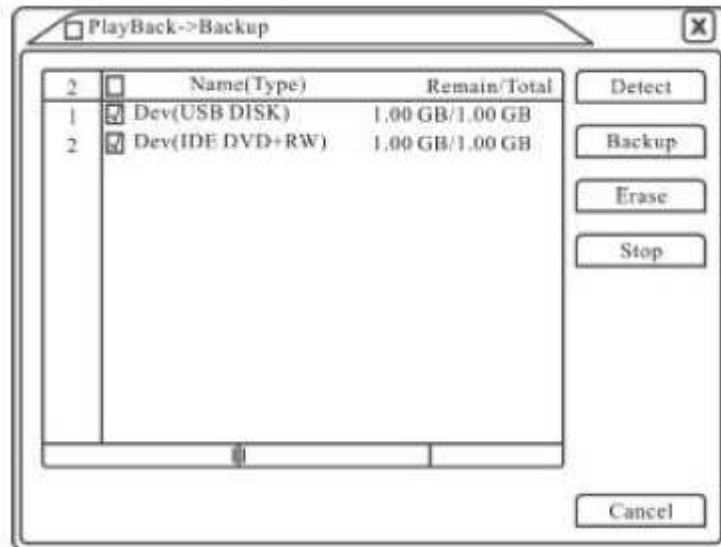 PlayBack->Backup
X
2 Name(Type) Remain/Total
1 Dev(USB DISK) 1.00 GB/1.00 GB
2 Dev(IDE DVD+RW) 1.00 GB/1.00 GB
Detect
Backup
Erase
Stop
Cancel